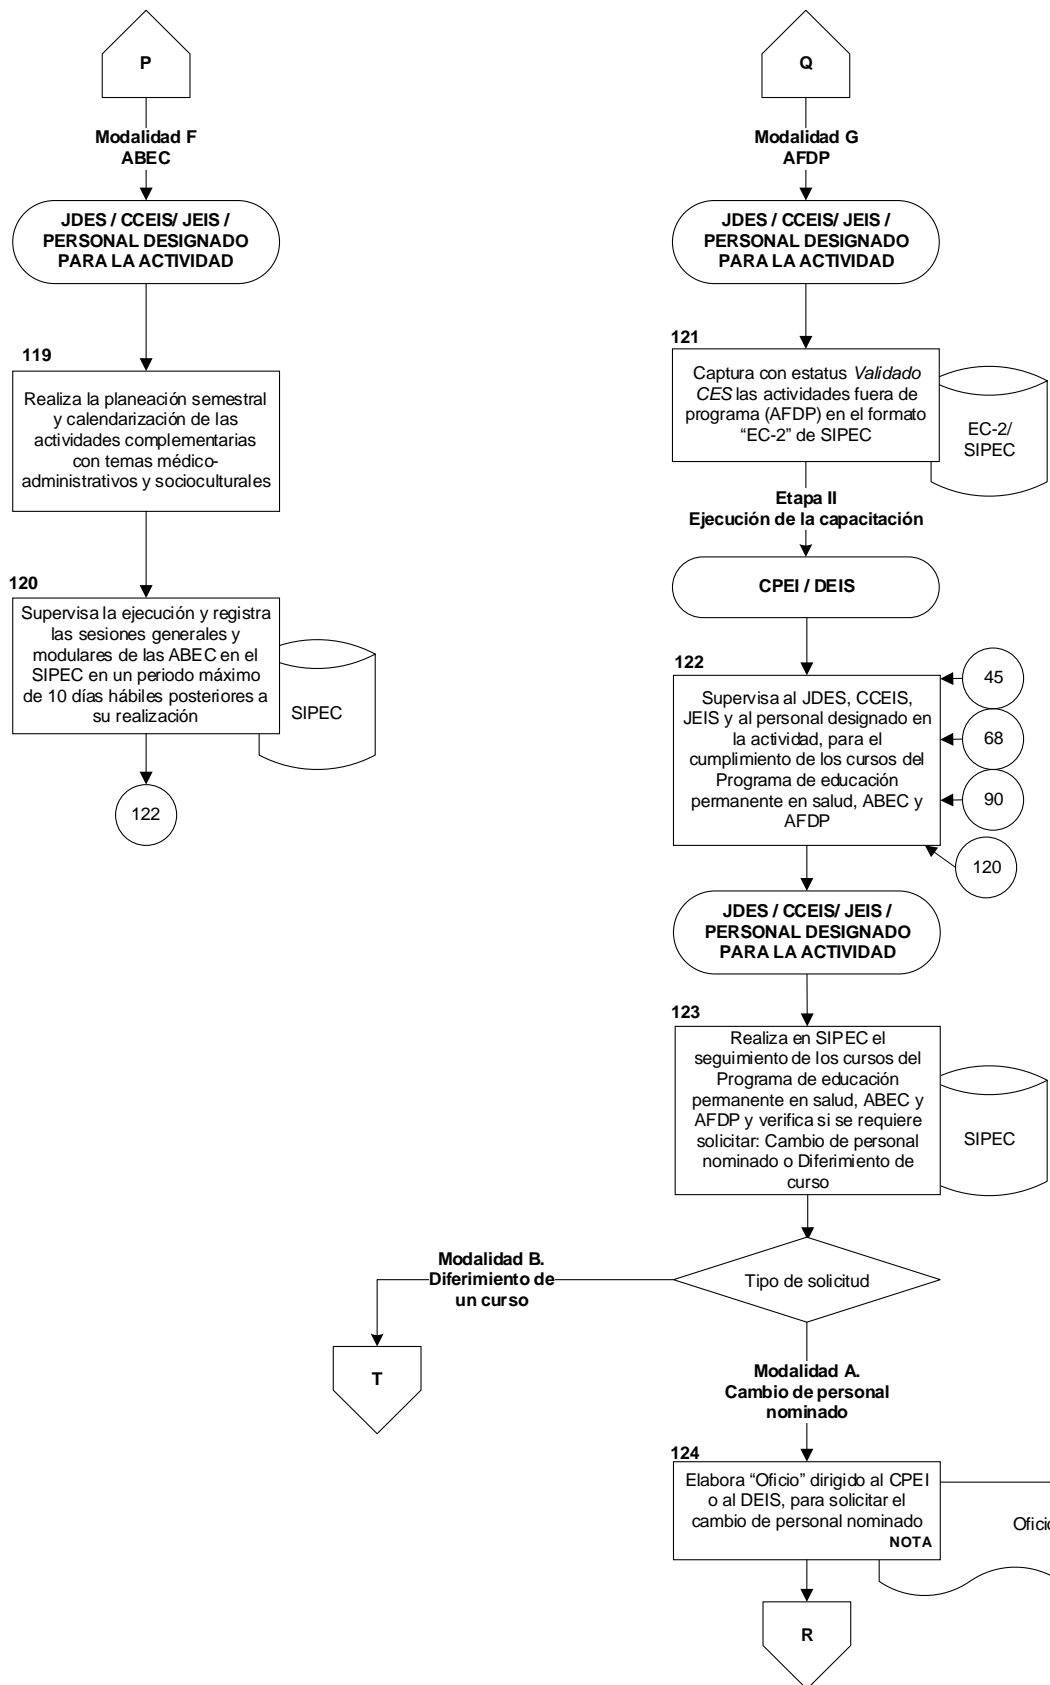 P
Modalidad F
ABEC
JDES / CCEIS/ JEIS /
PERSONAL DESIGNADO
PARA LA ACTIVIDAD
119
Realiza la planeación semestral
y calendarización de las
actividades complementarias
con temas médico-
administrativos y socioculturales
120
Supervisa la ejecución y registra
las sesiones generales y
modulares de las ABEC en el
SIPEC en un periodo máximo
de 10 días hábiles posteriores a
su realización
SIPEC
122
Q
Modalidad G
AFDP
JDES / CCEIS/ JEIS /
PERSONAL DESIGNADO
PARA LA ACTIVIDAD
121
Captura con estatus Validado
CES las actividades fuera de
programa (AFDP) en el formato
“EC-2” de SIPEC
EC-2/
SIPEC
Etapa II
Ejecución de la capacitación
CPEI / DEIS
122
Supervisa al JDES, CCEIS,
JEIS y al personal designado en
la actividad, para el
cumplimiento de los cursos del
Programa de educación
permanente en salud, ABEC y
AFDP
45
68
90
120
JDES / CCEIS/ JEIS /
PERSONAL DESIGNADO
PARA LA ACTIVIDAD
123
Realiza en SIPEC el
seguimiento de los cursos del
Programa de educación
permanente en salud, ABEC y
AFDP y verifica si se requiere
solicitar: Cambio de personal
nominado o Diferimiento de
curso
SIPEC
Tipo de solicitud
Modalidad B.
Diferimiento de
un curso
T
Modalidad A.
Cambio de personal
nominado
124
Elabora “Oficio” dirigido al CPEI
o al DEIS, para solicitar el
cambio de personal nominado
NOTA
Oficio
R